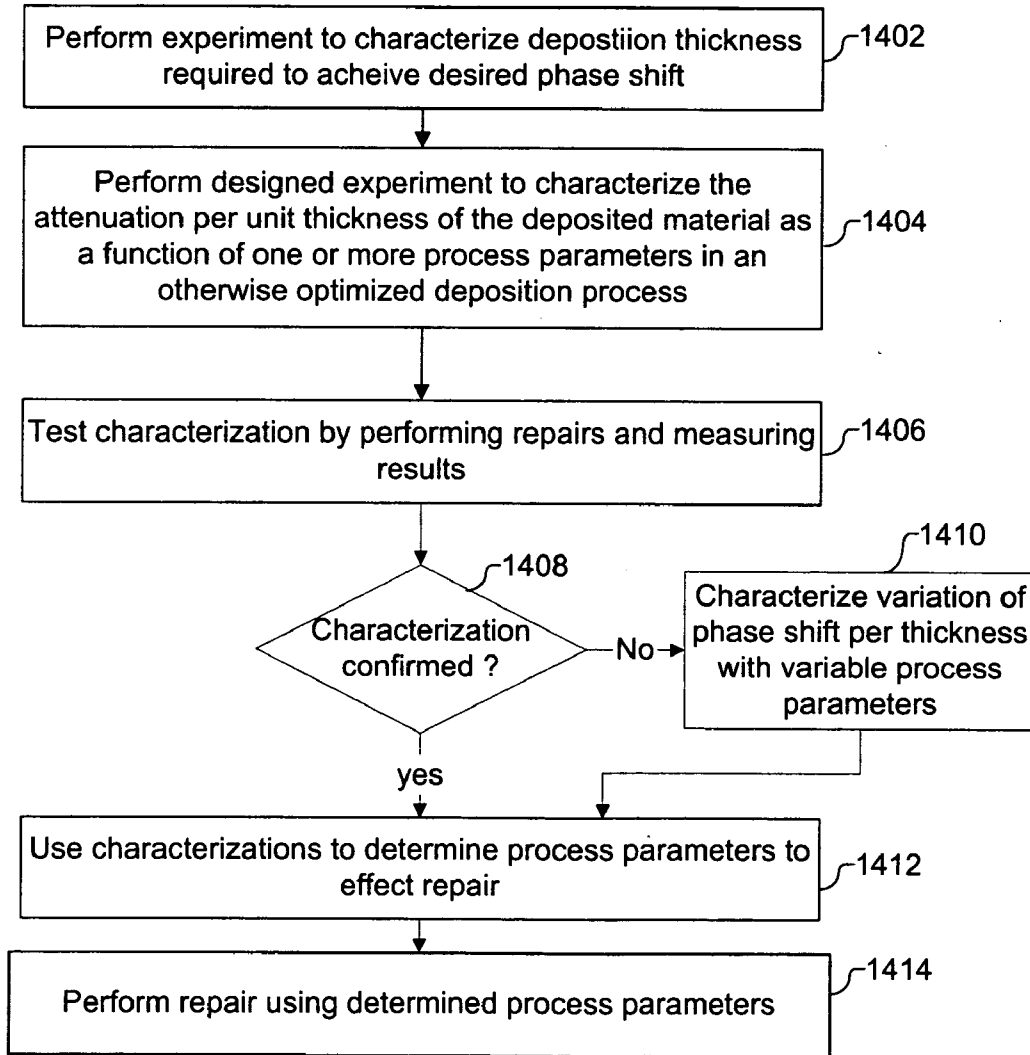 Perform experiment to characterize depostiion thickness
required to acheive desired phase shift
1402
Perform designed experiment to characterize the
attenuation per unit thickness of the deposited material as
a function of one or more process parameters in an
otherwise optimized deposition process
1404
Test characterization by performing repairs and measuring
results
1406
1408
Characterization
confirmed ?
No
1410
Characterize variation of
phase shift per thickness
with variable process
parameters
yes
Use characterizations to determine process parameters to
effect repair
1412
Perform repair using determined process parameters
1414